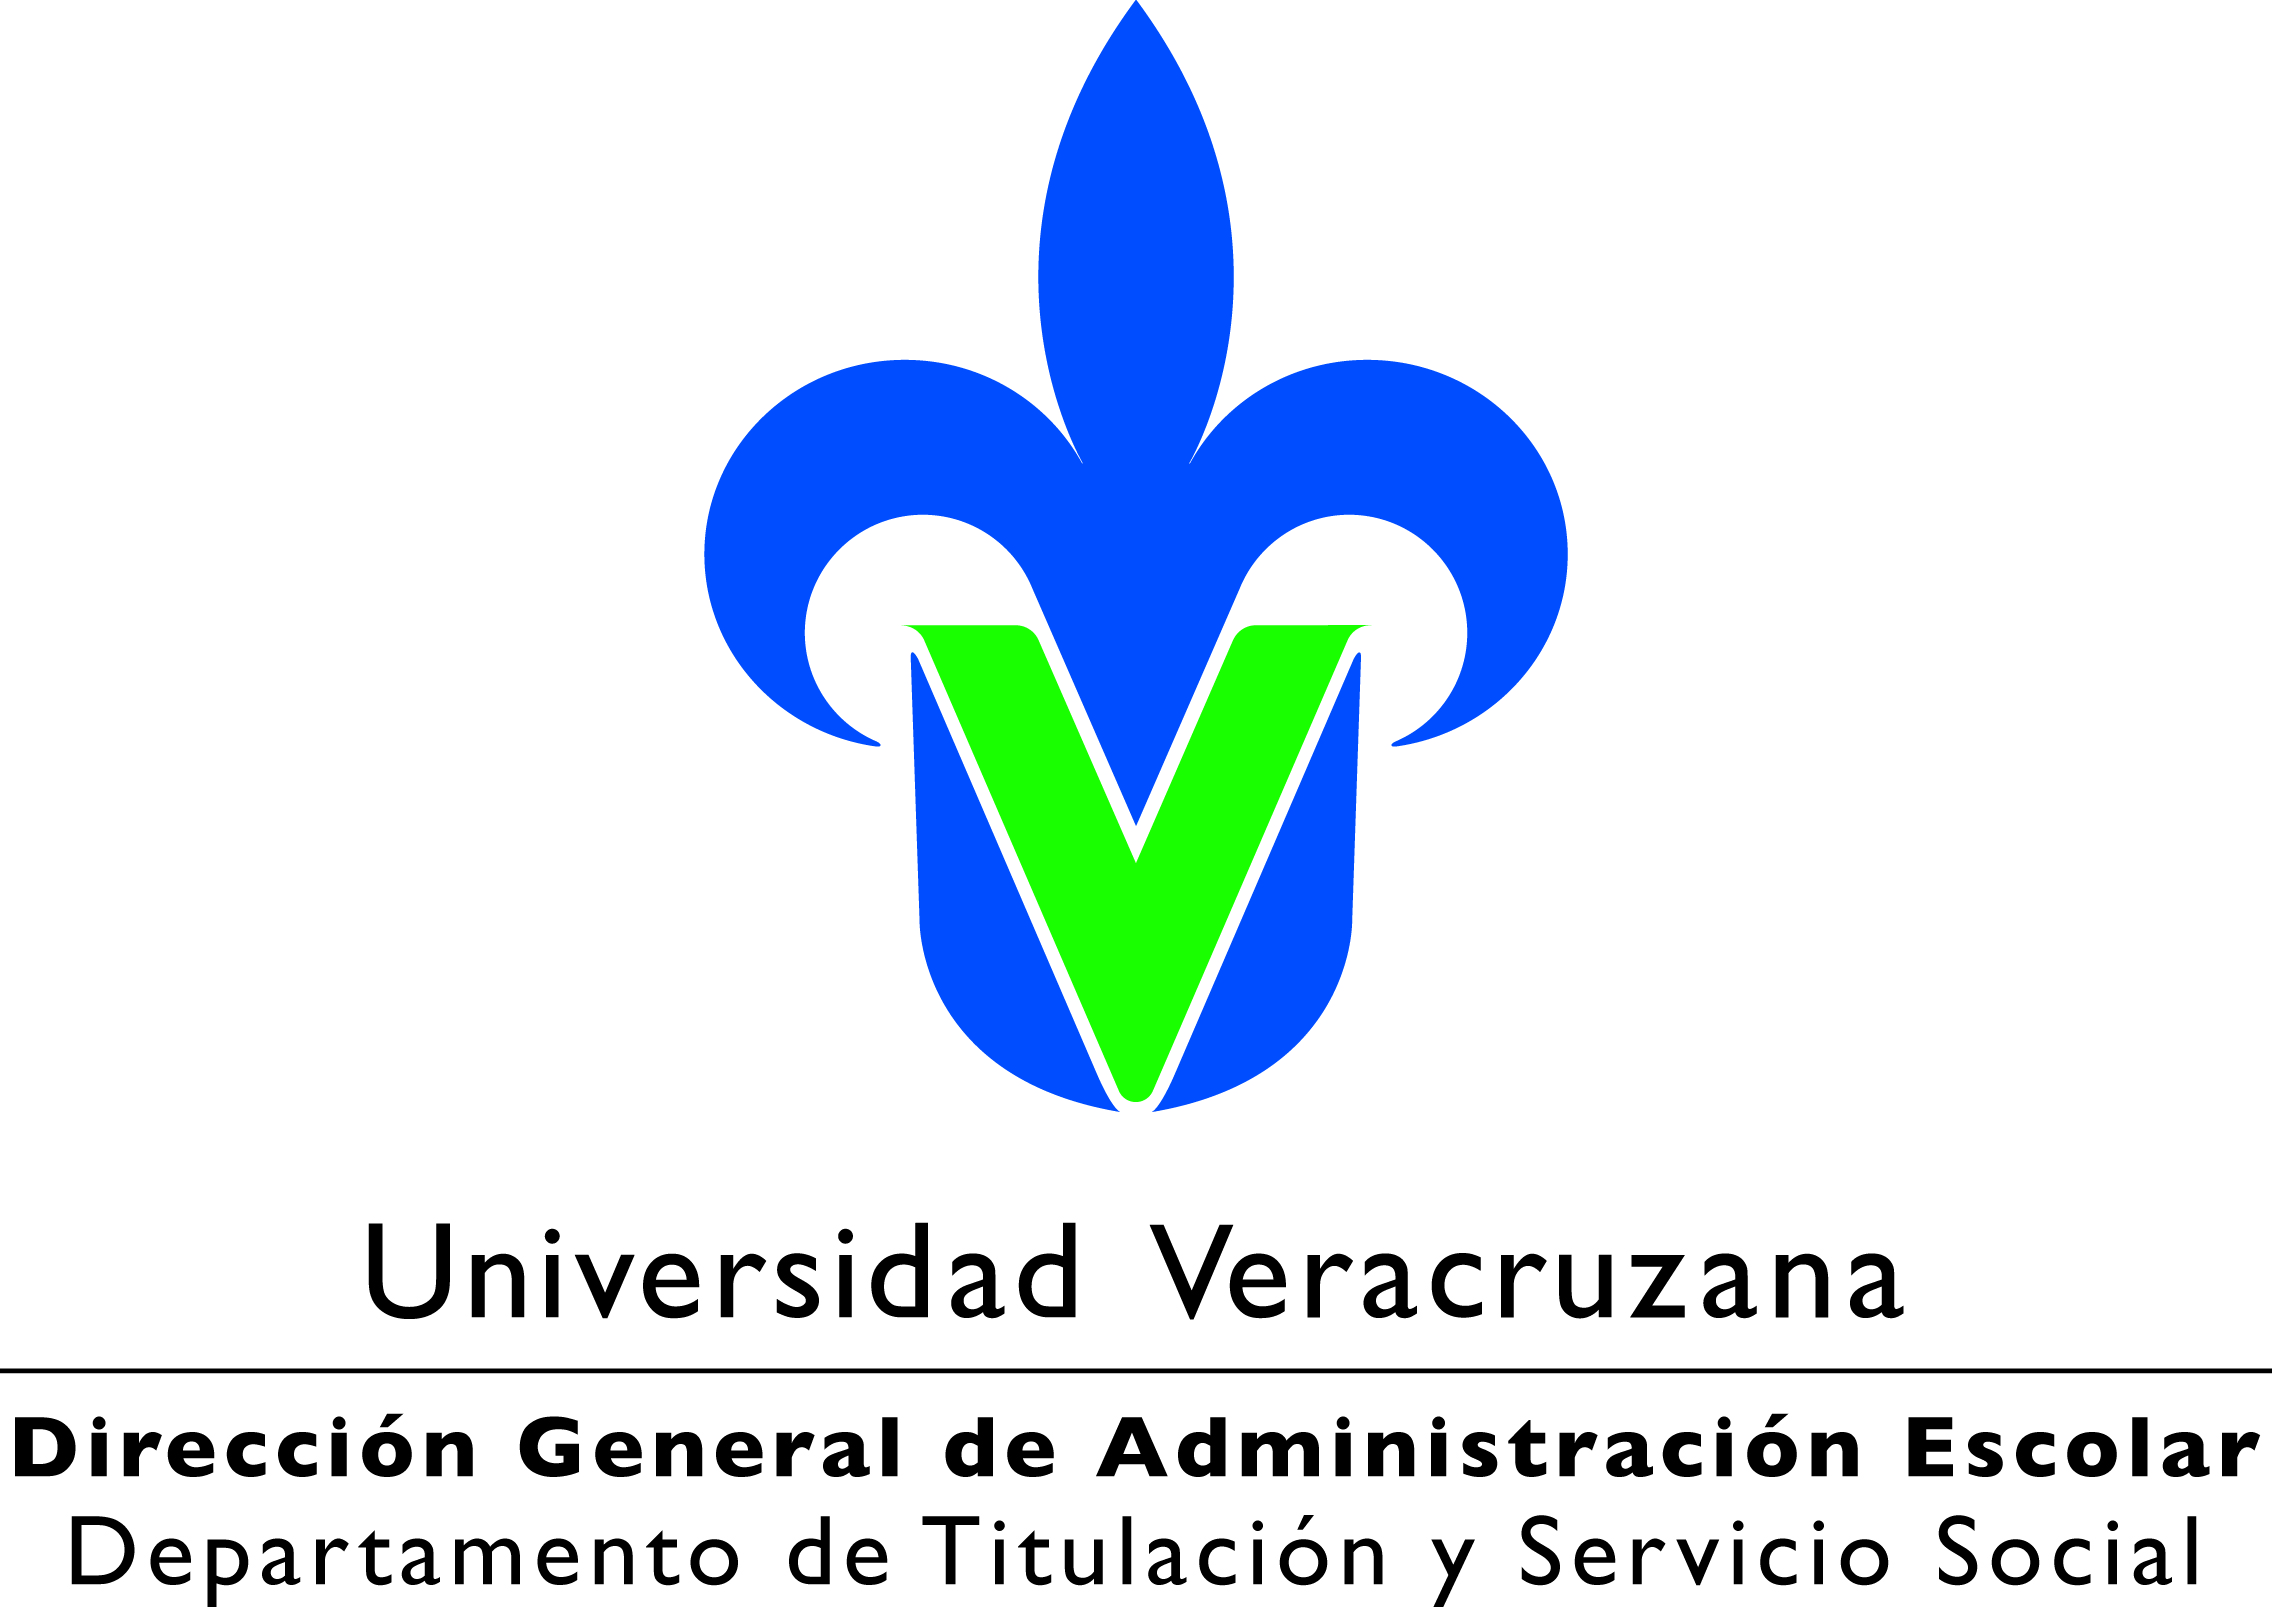 Universidad Veracruzana
Dirección General de Administración Escolar
Departamento de Titulación y Servicio Social